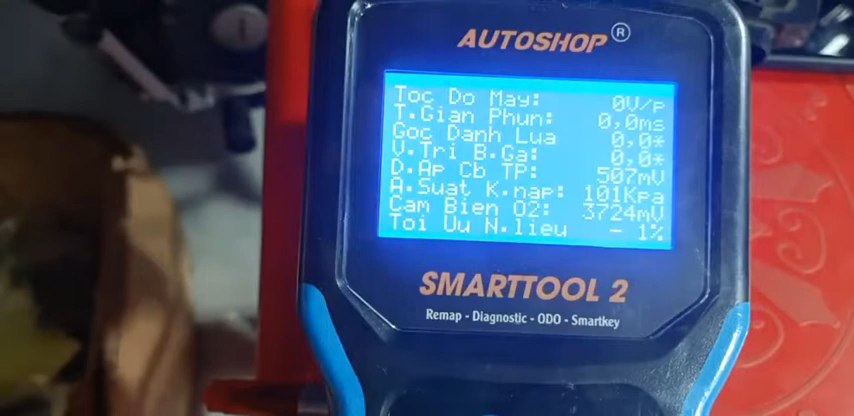 AUTOSHOP®
Toc Do May: 0V/p
T.Gian Phun: 0,0ms
Goc Danh Lua 0,0*
V.Tri B.Ga: 0,0*
D.Ap Cb TP: 507mV
A.Suat K.nap: 101Kpa
Cam Bien O2: 3724mV
Toi Uu N.lieu - 1%
SMARTTOOL 2
Remap - Diagnostic - ODO - Smartkey